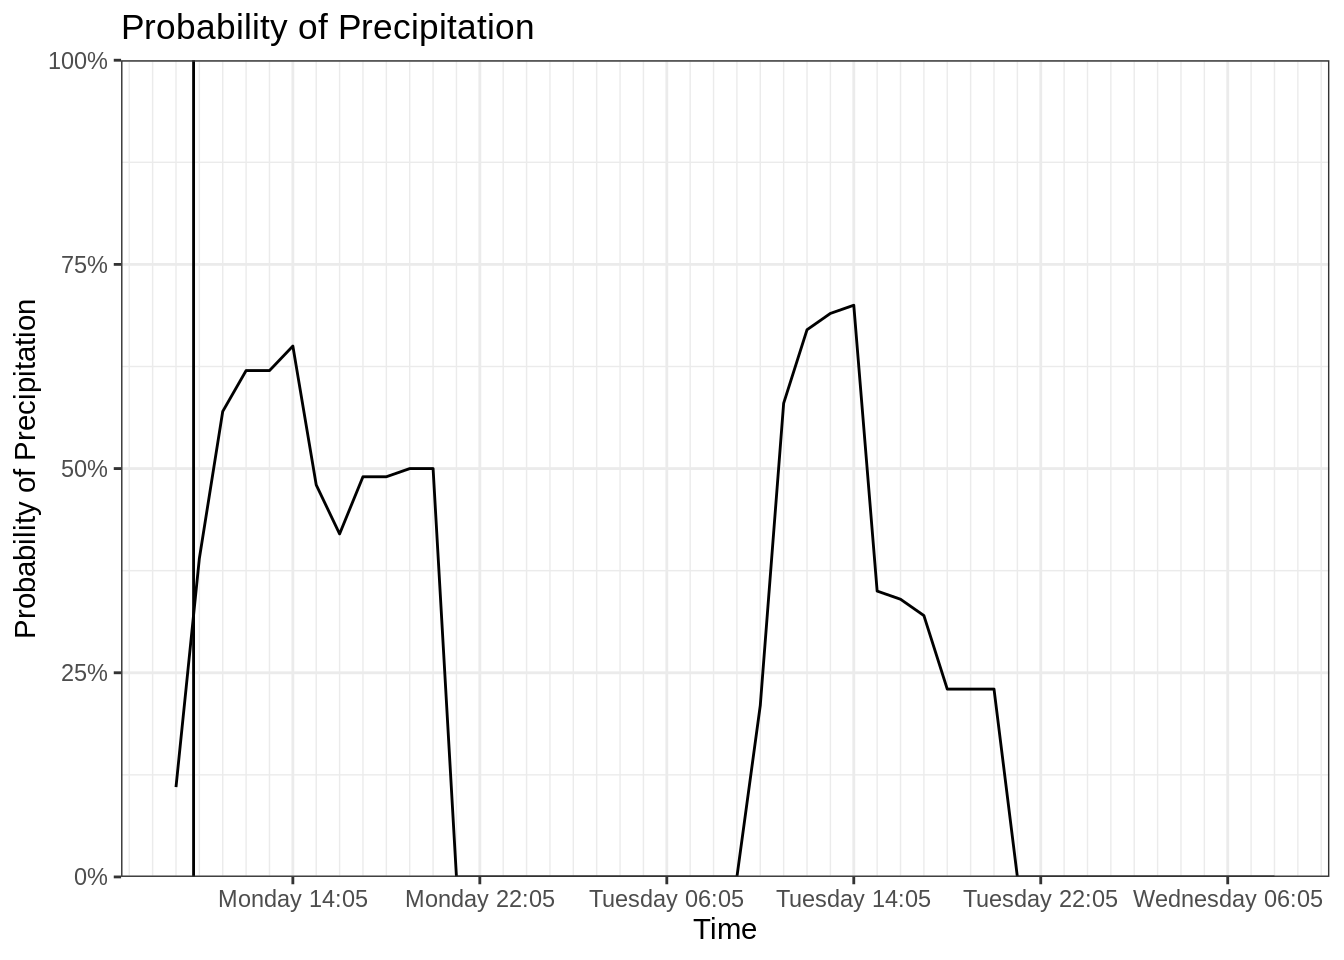 Probability of Precipitation
100%
75%
50%
25%
0%
Probability of Precipitation
Monday 14:05 Monday 22:05 Tuesday 06:05 Tuesday 14:05 Tuesday 22:05 Wednesday 06:05
Time